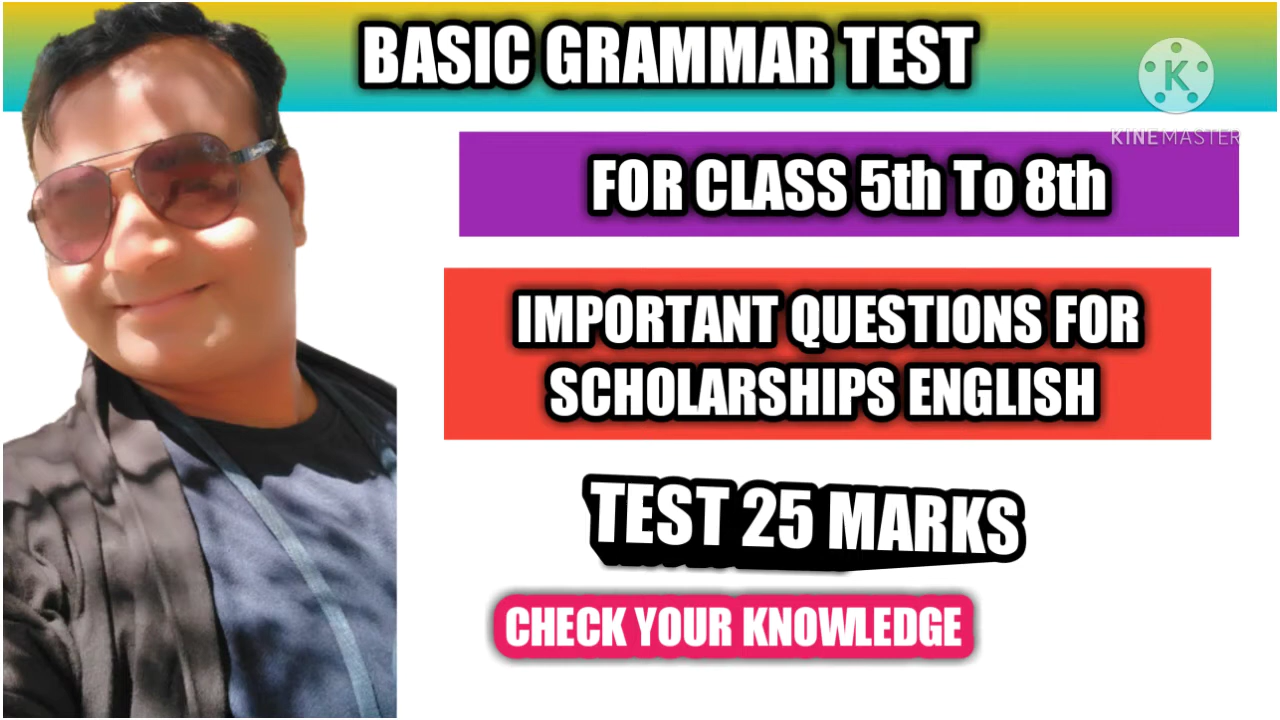 BASIC GRAMMAR TEST
K
KINEMASTER
FOR CLASS 5th To 8th
IMPORTANT QUESTIONS FOR
SCHOLARSHIPS ENGLISH
TEST 25 MARKS
CHECK YOUR KNOWLEDGE